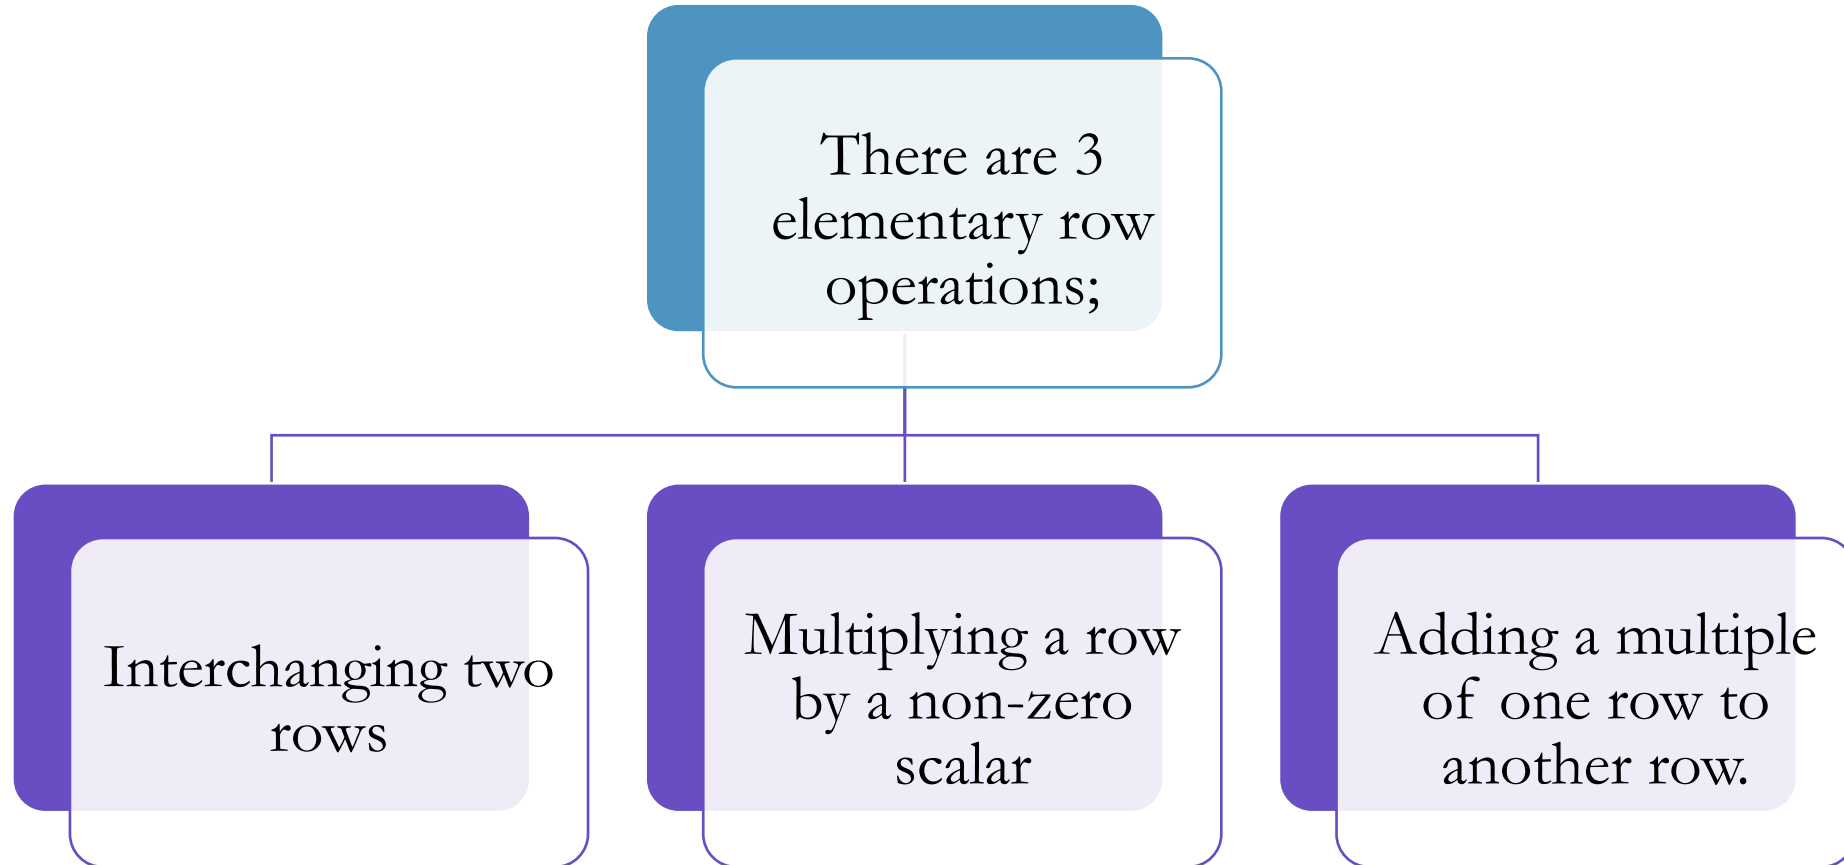 There are 3
elementary row
operations;
Interchanging two
rows
Multiplying a row
by a non-zero
scalar
Adding a multiple
of one row to
another row.